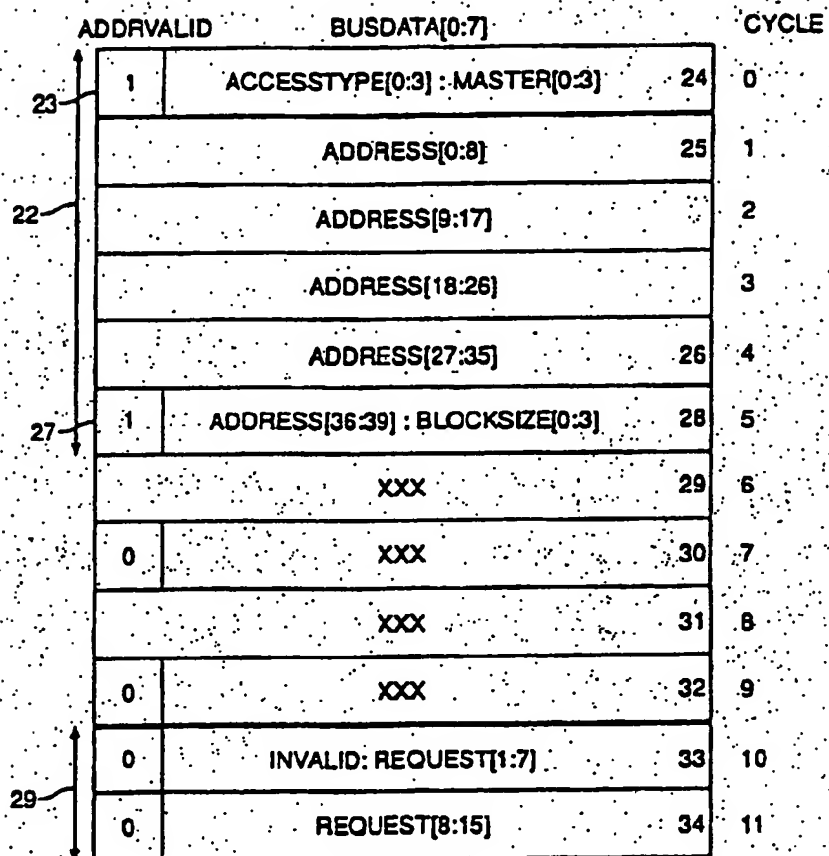 ADDRVALID BUSDATA[0:7] CYCLE
23 1 ACCESSTYPE[0:3] : MASTER[0:3] 24 0
ADDRESS[0:8] 25 1
22 ADDRESS[9:17] 2
ADDRESS[18:26] 3
ADDRESS[27:35] 26 4
27 1 ADDRESS[36:39] : BLOCKSIZE[0:3] 28 5
XXX 29 6
0 XXX 30 7
XXX 31 8
0 XXX 32 9
0 INVALID: REQUEST[1:7] 33 10
29
0 REQUEST[8:15] 34 11